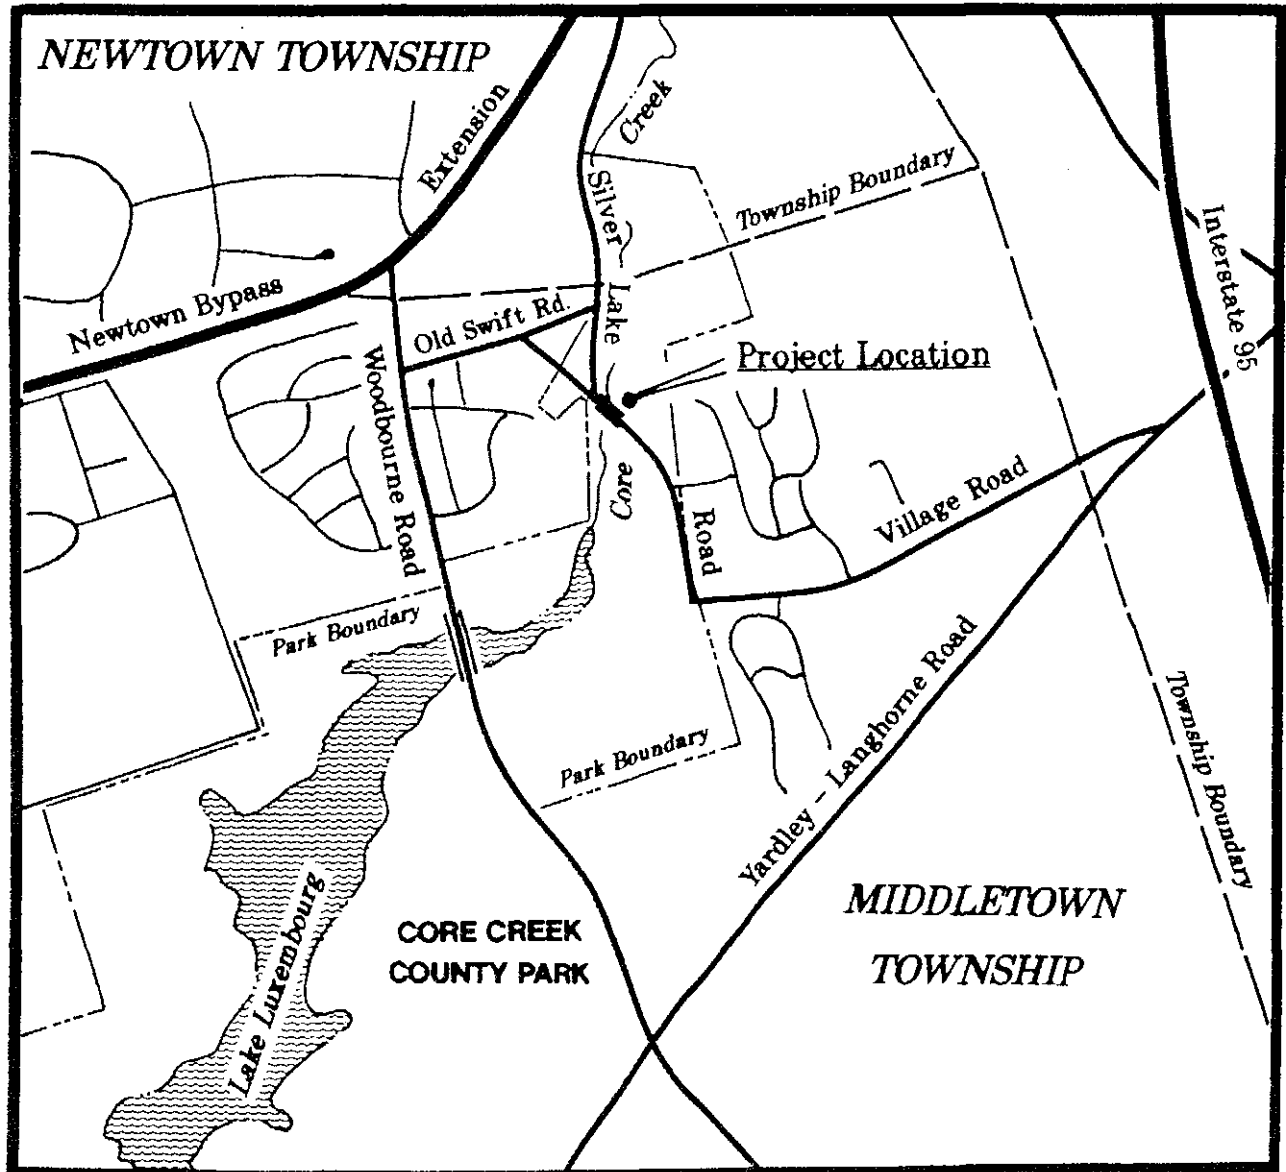 NEWTOWN TOWNSHIP
Extension
Creek
Silver
Lake
Township Boundary
Interstate 95
Newtown Bypass
Old Swift Rd.
Project Location
Woodbourne Road
Core
Road
Village Road
Park Boundary
Park Boundary
Yardley – Langhorne Road
Township Boundary
Lake Luxembourg
CORE CREEK
COUNTY PARK
MIDDLETOWN
TOWNSHIP